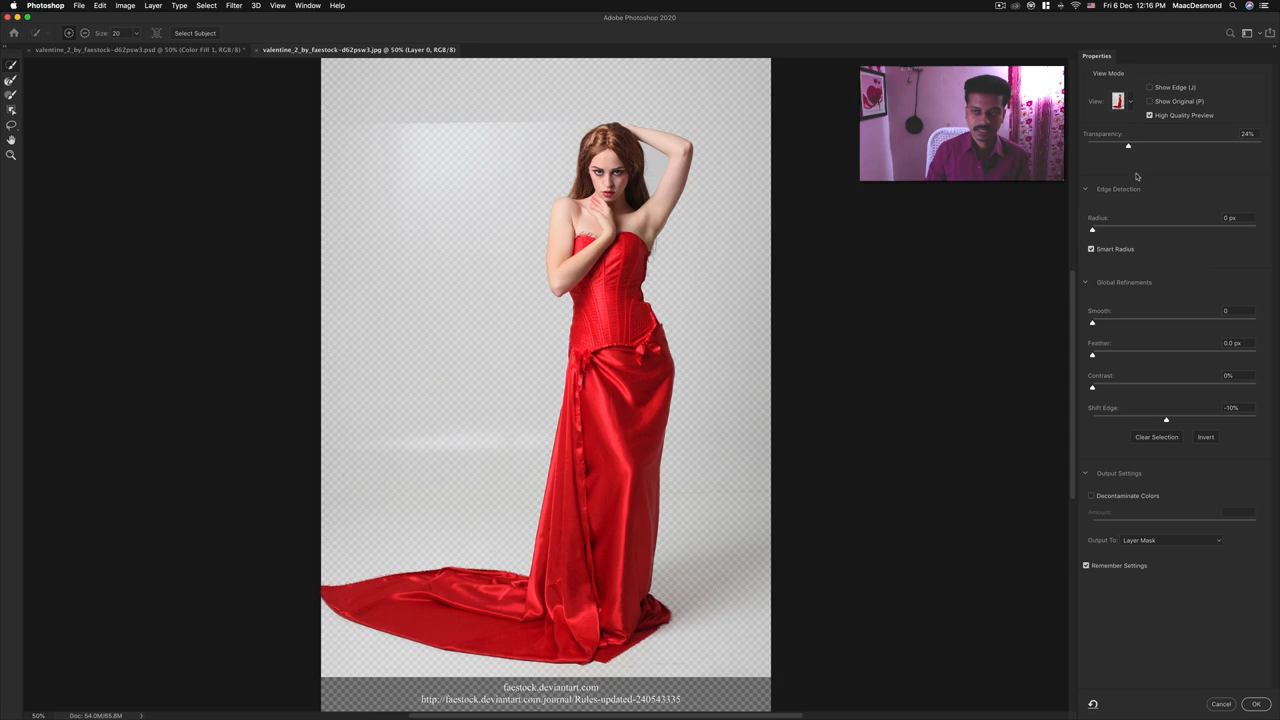 Photoshop File Edit Image Layer Type Select Filter 3D View Window Help Fri 6 Dec 12:16 PM MaacDesmond
Adobe Photoshop 2020
Size: 20 Select Subject
× valentine_2_by_faestock-d62psw3.psd @ 50% (Color Fill 1, RGB/8) * × valentine_2_by_faestock-d62psw3.jpg @ 50% (Layer 0, RGB/8)
Properties
View Mode
View:
Show Edge (J)
Show Original (P)
High Quality Preview
Transparency: 24%
Edge Detection
Radius: 0 px
Smart Radius
Global Refinements
Smooth: 0
Feather: 0.0 px
Contrast: 0%
Shift Edge: -10%
Clear Selection Invert
Output Settings
Decontaminate Colors
Amount:
Output To: Layer Mask
Remember Settings
faestock.deviantart.com
http://faestock.deviantart.com/journal/Rules-updated-240543335
Cancel OK
50% Doc: 54.0M/65.8M